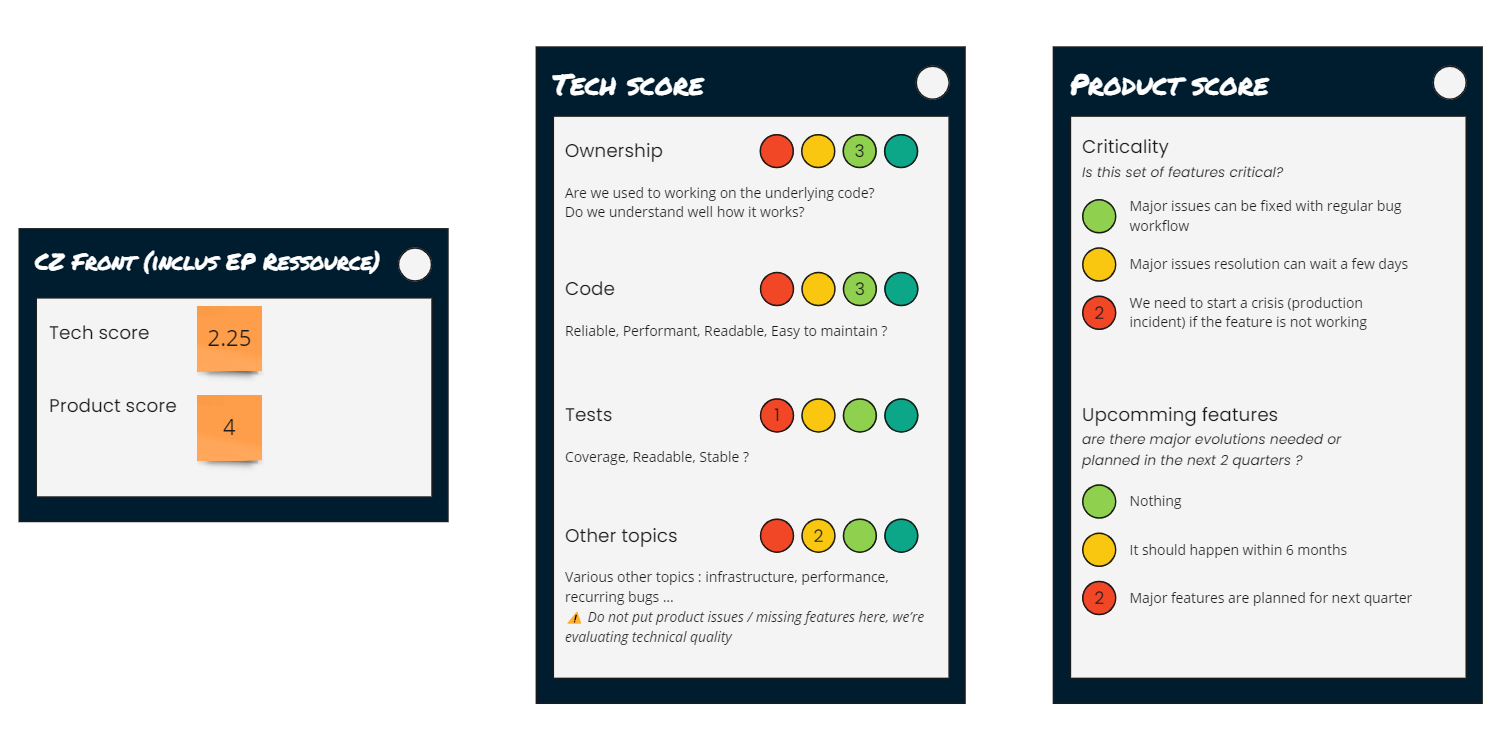 CZ Front (inclus EP Ressource)
Tech score
2.25
Product score
4
Tech score
Ownership
3
Are we used to working on the underlying code?
Do we understand well how it works?
Code
3
Reliable, Performant, Readable, Easy to maintain ?
Tests
1
Coverage, Readable, Stable ?
Other topics
2
Various other topics : infrastructure, performance,
recurring bugs ...
⚠️ Do not put product issues / missing features here, we're
evaluating technical quality
Product score
Criticality
Is this set of features critical?
Major issues can be fixed with regular bug
workflow
Major issues resolution can wait a few days
2
We need to start a crisis (production
incident) if the feature is not working
Upcomming features
are there major evolutions needed or
planned in the next 2 quarters ?
Nothing
It should happen within 6 months
2
Major features are planned for next quarter